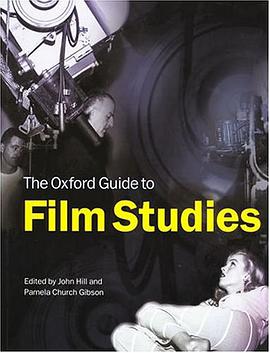 The Oxford Guide to
Film Studies
Edited by John Hill and
Pamela Church Gibson